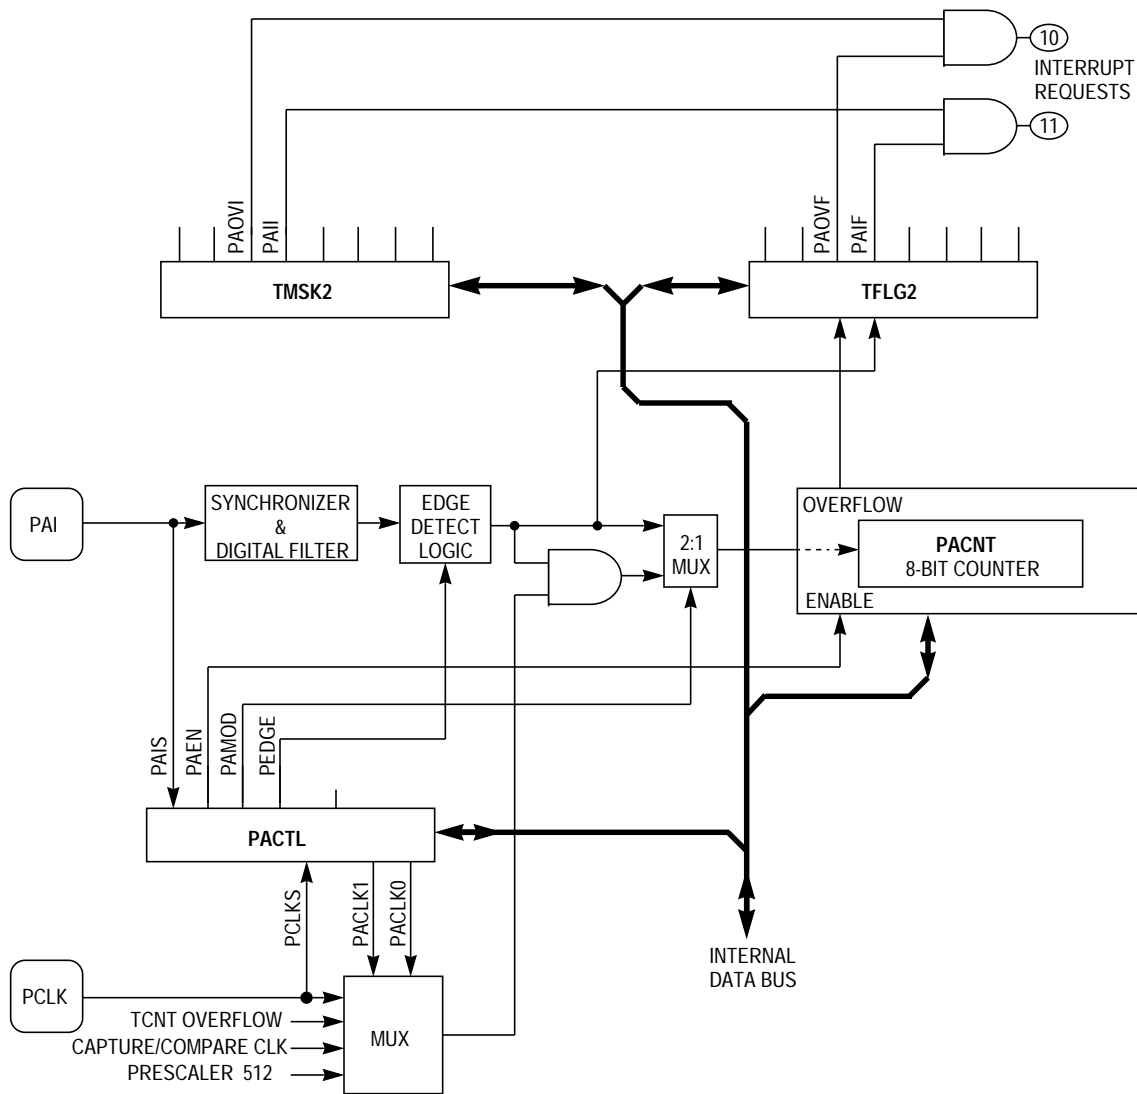 10
INTERRUPT
REQUESTS
11
PAOVI
PAII
PAOVF
PAIF
TMSK2
TFLG2
PAI
SYNCHRONIZER
&
DIGITAL FILTER
EDGE
DETECT
LOGIC
2:1
MUX
OVERFLOW
PACNT
8-BIT COUNTER
ENABLE
PAIS
PAEN
PAMOD
PEDGE
PACTL
PCLKS
PACLK1
PACLK0
INTERNAL
DATA BUS
PCLK
TCNT OVERFLOW
CAPTURE/COMPARE CLK
PRESCALER 512
MUX